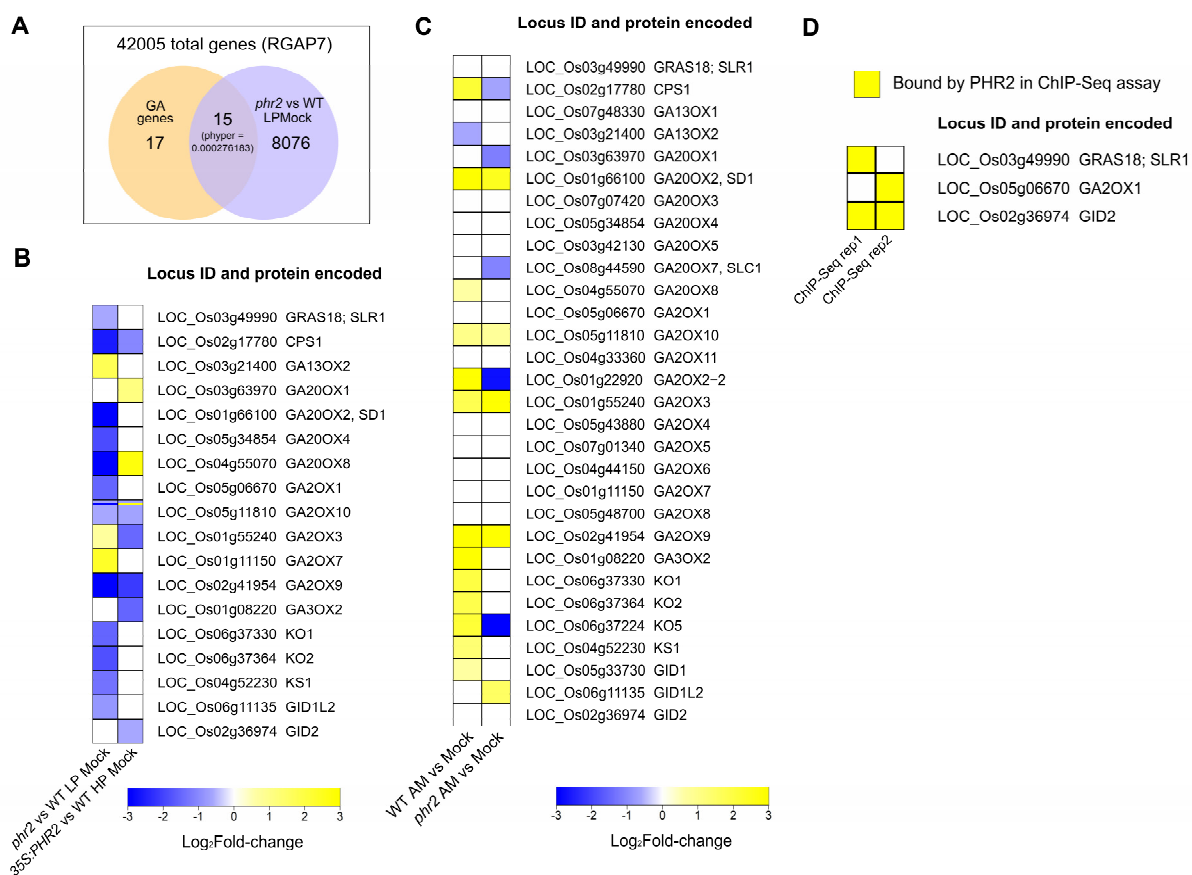 A
42005 total genes (RGAP7)
GA
genes
17
15
(phyper =
0.000276183)
phr2 vs WT
LPMock
8076
B
Locus ID and protein encoded
LOC_Os03g49990 GRAS18; SLR1
LOC_Os02g17780 CPS1
LOC_Os03g21400 GA13OX2
LOC_Os03g63970 GA20OX1
LOC_Os01g66100 GA20OX2, SD1
LOC_Os05g34854 GA20OX4
LOC_Os04g55070 GA20OX8
LOC_Os05g06670 GA2OX1
LOC_Os05g11810 GA2OX10
LOC_Os01g55240 GA2OX3
LOC_Os01g11150 GA2OX7
LOC_Os02g41954 GA2OX9
LOC_Os01g08220 GA3OX2
LOC_Os06g37330 KO1
LOC_Os06g37364 KO2
LOC_Os04g52230 KS1
LOC_Os06g11135 GID1L2
LOC_Os02g36974 GID2
phr2 vs WT LP Mock
35S:PHR2 vs WT HP Mock
-3 -2 -1 0 1 2 3
Log2Fold-change
C
Locus ID and protein encoded
LOC_Os03g49990 GRAS18; SLR1
LOC_Os02g17780 CPS1
LOC_Os07g48330 GA13OX1
LOC_Os03g21400 GA13OX2
LOC_Os03g63970 GA20OX1
LOC_Os01g66100 GA20OX2, SD1
LOC_Os07g07420 GA20OX3
LOC_Os05g34854 GA20OX4
LOC_Os03g42130 GA20OX5
LOC_Os08g44590 GA20OX7, SLC1
LOC_Os04g55070 GA20OX8
LOC_Os05g06670 GA2OX1
LOC_Os05g11810 GA2OX10
LOC_Os04g33360 GA2OX11
LOC_Os01g22920 GA2OX2−2
LOC_Os01g55240 GA2OX3
LOC_Os05g43880 GA2OX4
LOC_Os07g01340 GA2OX5
LOC_Os04g44150 GA2OX6
LOC_Os01g11150 GA2OX7
LOC_Os05g48700 GA2OX8
LOC_Os02g41954 GA2OX9
LOC_Os01g08220 GA3OX2
LOC_Os06g37330 KO1
LOC_Os06g37364 KO2
LOC_Os06g37224 KO5
LOC_Os04g52230 KS1
LOC_Os05g33730 GID1
LOC_Os06g11135 GID1L2
LOC_Os02g36974 GID2
WT AM vs Mock
phr2 AM vs Mock
-3 -2 -1 0 1 2 3
Log2Fold-change
D
Bound by PHR2 in ChIP-Seq assay
Locus ID and protein encoded
LOC_Os03g49990 GRAS18; SLR1
LOC_Os05g06670 GA2OX1
LOC_Os02g36974 GID2
ChIP-Seq rep1
ChIP-Seq rep2